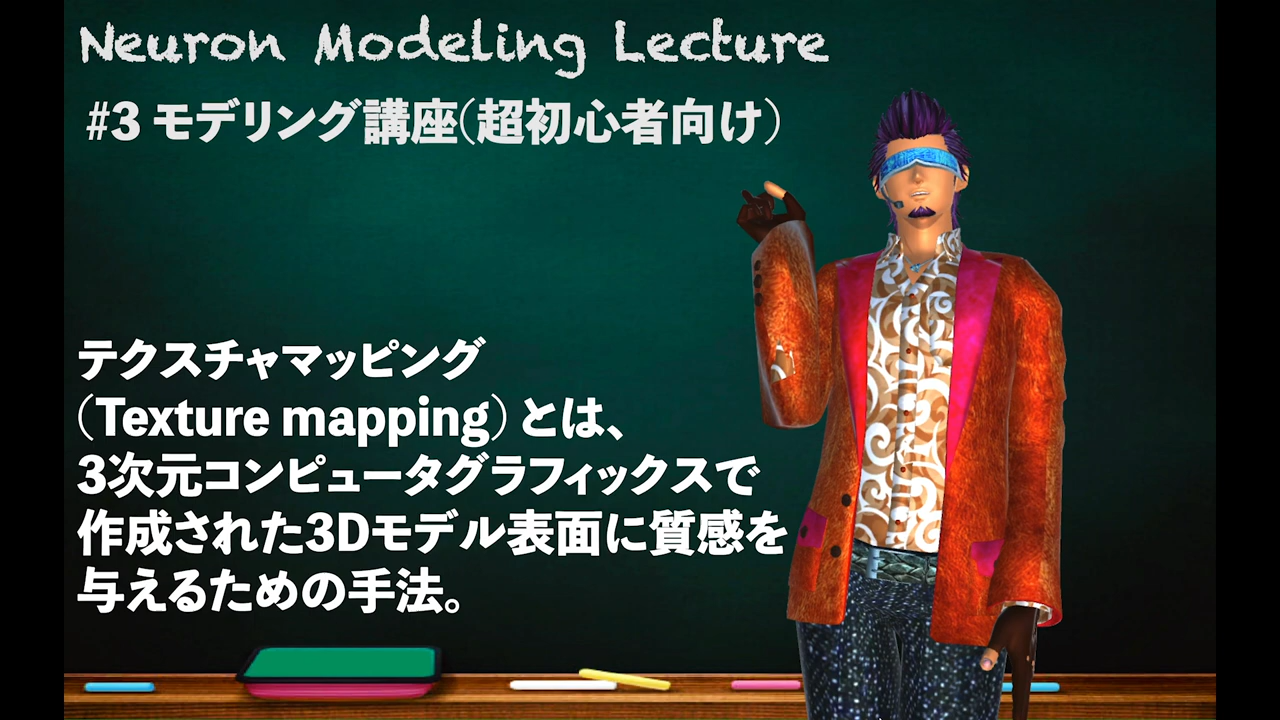 Neuron Modeling Lecture
#3 モデリング講座(超初心者向け)
テクスチャマッピング
(Texture mapping)とは、
3次元コンピュータグラフィックスで
作成された3Dモデル表面に質感を
与えるための手法。